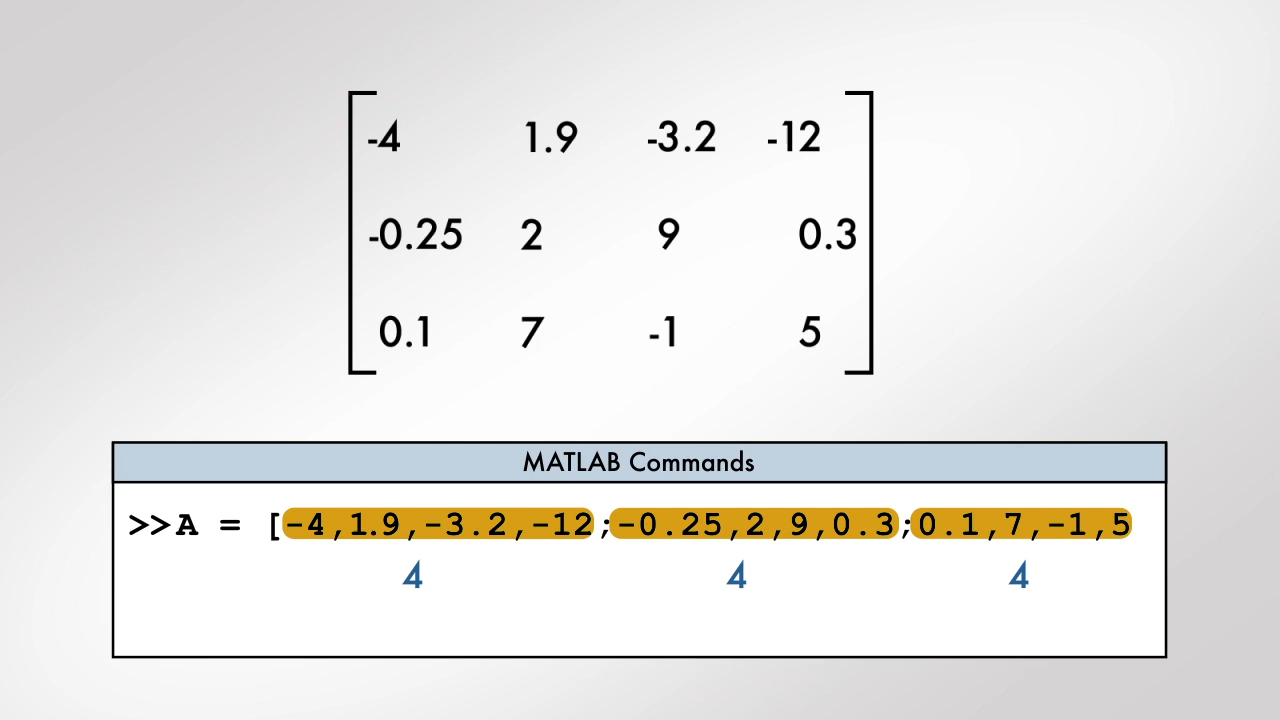 -4 1.9 -3.2 -12
-0.25 2 9 0.3
0.1 7 -1 5
MATLAB Commands
>>A = [-4,1.9,-3.2,-12;-0.25,2,9,0.3;0.1,7,-1,5
4 4 4